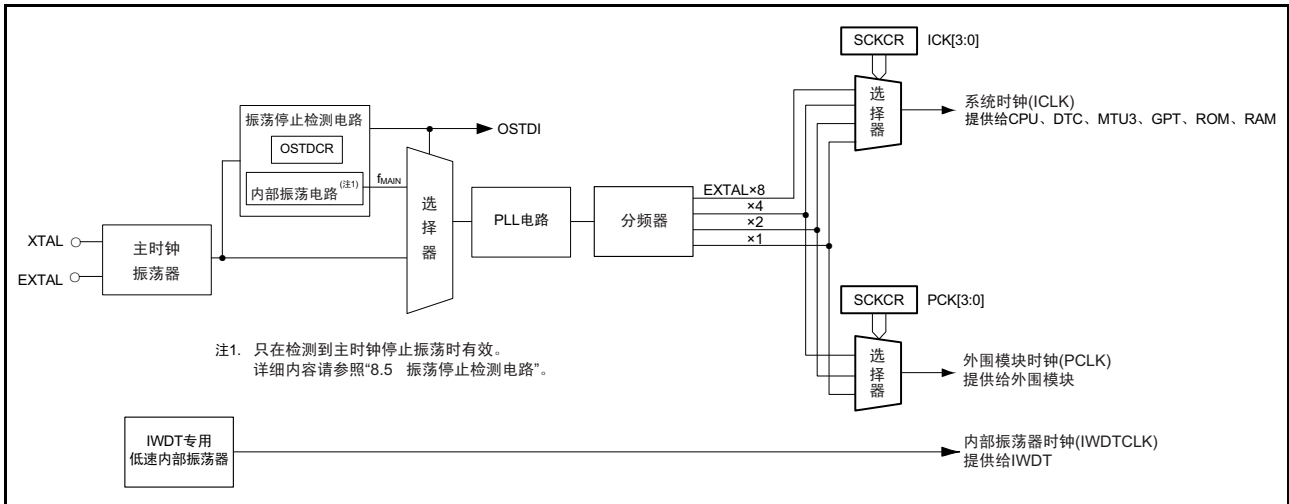 SCKCR ICK[3:0]
选择器
系统时钟(ICLK)
提供给CPU、DTC、MTU3、GPT、ROM、RAM
振荡停止检测电路
OSTDCR
内部振荡电路(注1)
OSTDI
fMAIN
选择器
PLL电路
分频器
EXTAL×8
×4
×2
×1
XTAL
EXTAL
主时钟
振荡器
SCKCR PCK[3:0]
选择器
外围模块时钟(PCLK)
提供给外围模块
注1. 只在检测到主时钟停止振荡时有效。
详细内容请参照“8.5 振荡停止检测电路”。
IWDT专用
低速内部振荡器
内部振荡器时钟(IWDTCLK)
提供给IWDT